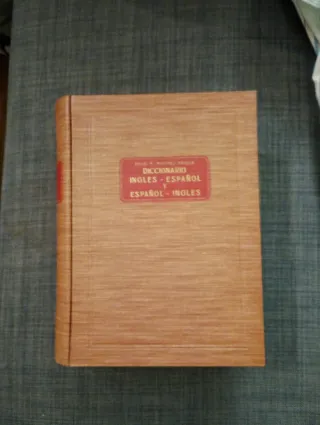 DICCIONARIO
INGLES - ESPAÑOL
Y
ESPAÑOL - INGLES